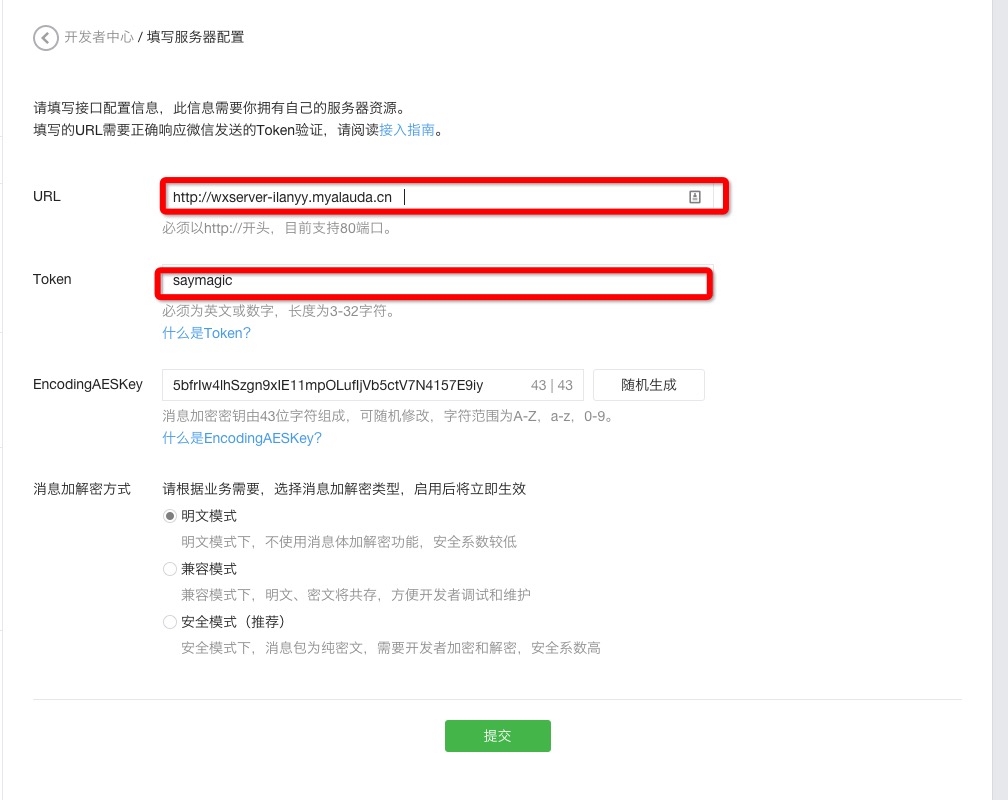 开发者中心 / 填写服务器配置
请填写接口配置信息，此信息需要你拥有自己的服务器资源。
填写的URL需要正确响应微信发送的Token验证，请阅读接入指南。
URL
http://wxserver-ilanyy.myalauda.cn
必须以http://开头，目前支持80端口。
Token
saymagic
必须为英文或数字，长度为3-32字符。
什么是Token?
EncodingAESKey
5bfrIw4lhSzgn9xIE11mpOLufIjVb5ctV7N4157E9iy 43 | 43 随机生成
消息加密密钥由43位字符组成，可随机修改，字符范围为A-Z，a-z，0-9。
什么是EncodingAESKey?
消息加解密方式
请根据业务需要，选择消息加解密类型，启用后将立即生效
明文模式
明文模式下，不使用消息体加解密功能，安全系数较低
兼容模式
兼容模式下，明文、密文将共存，方便开发者调试和维护
安全模式（推荐）
安全模式下，消息包为纯密文，需要开发者加密和解密，安全系数高
提交